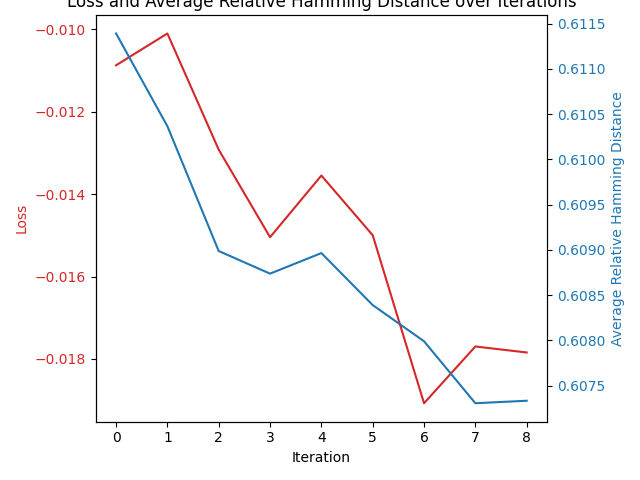 Loss and Average Relative Hamming Distance over Iterations
−0.010
−0.012
−0.014
−0.016
−0.018
Loss
0.6115
0.6110
0.6105
0.6100
0.6095
0.6090
0.6085
0.6080
0.6075
Average Relative Hamming Distance
0 1 2 3 4 5 6 7 8
Iteration